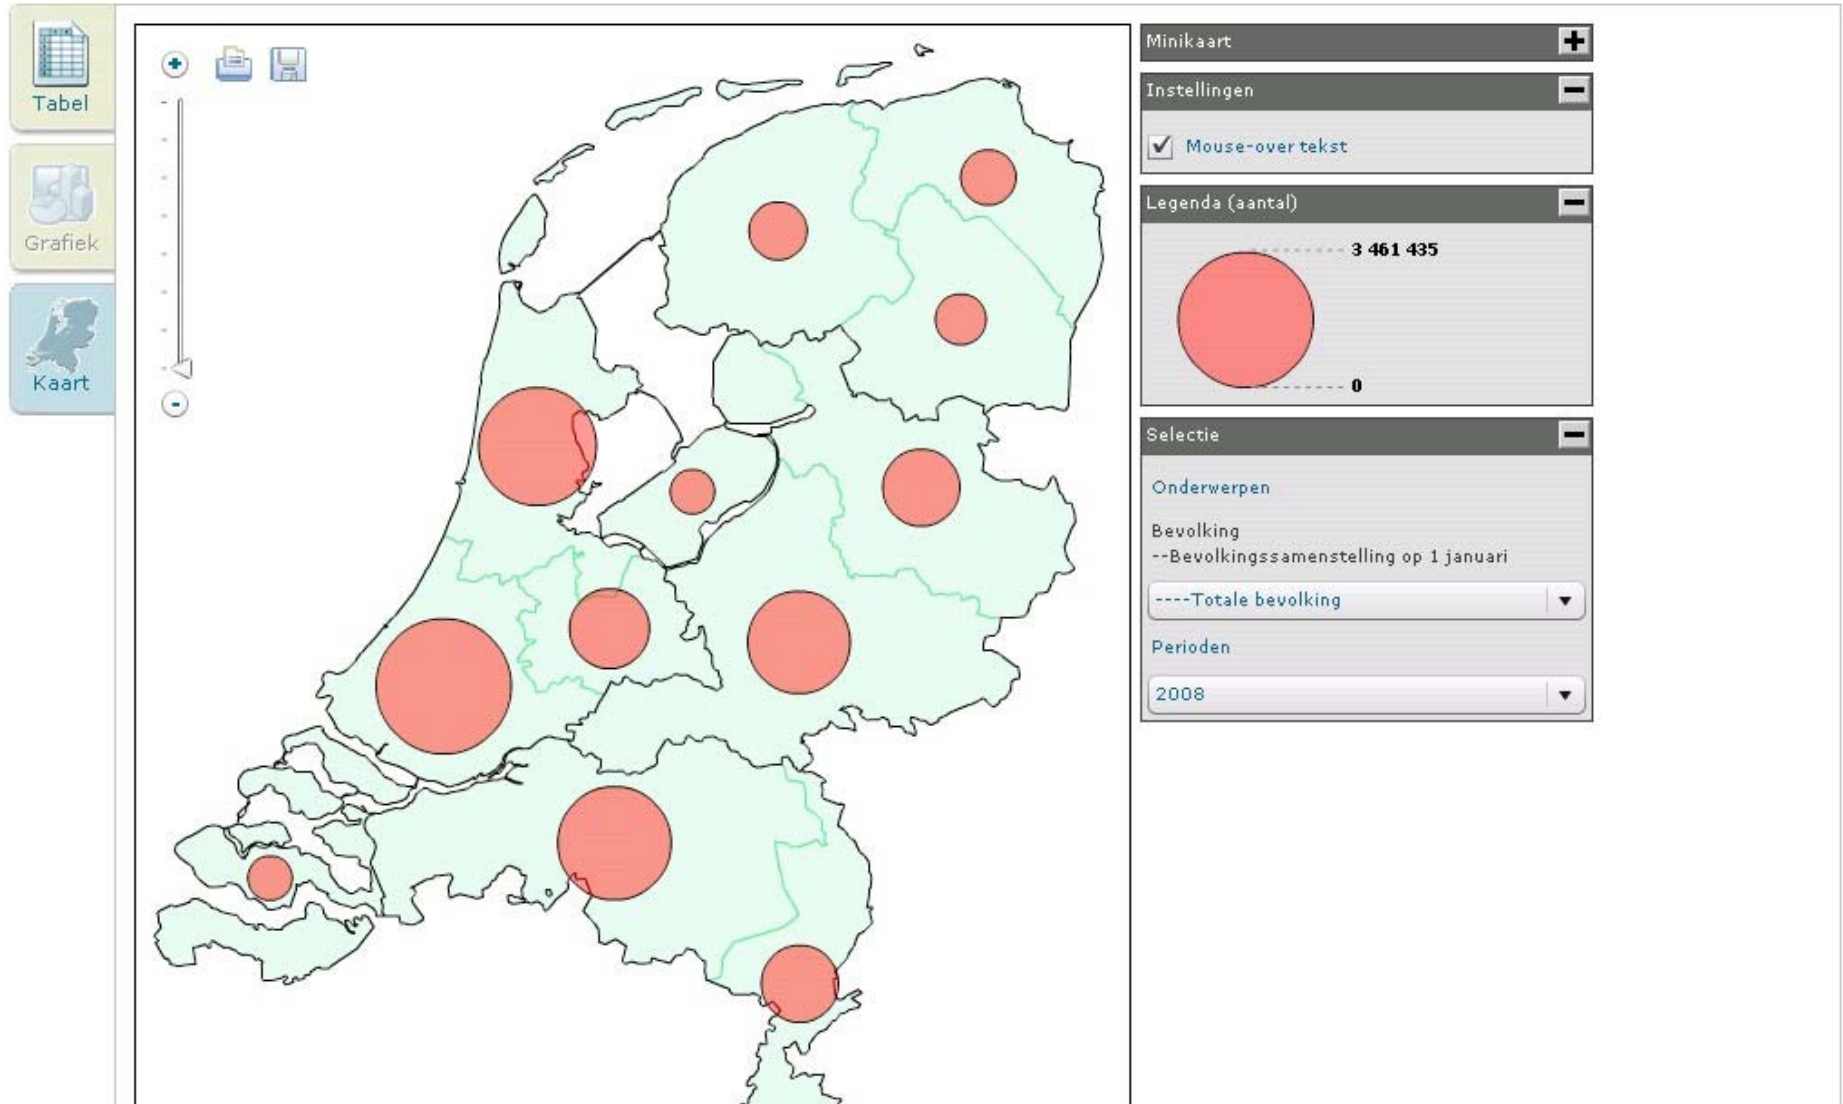 Tabel
Grafiek
Kaart
Minikaart
Instellingen
Mouse-over tekst
Legenda (aantal)
3 461 435
0
Selectie
Onderwerpen
Bevolking
--Bevolkingssamenstelling op 1 januari
----Totale bevolking
Perioden
2008